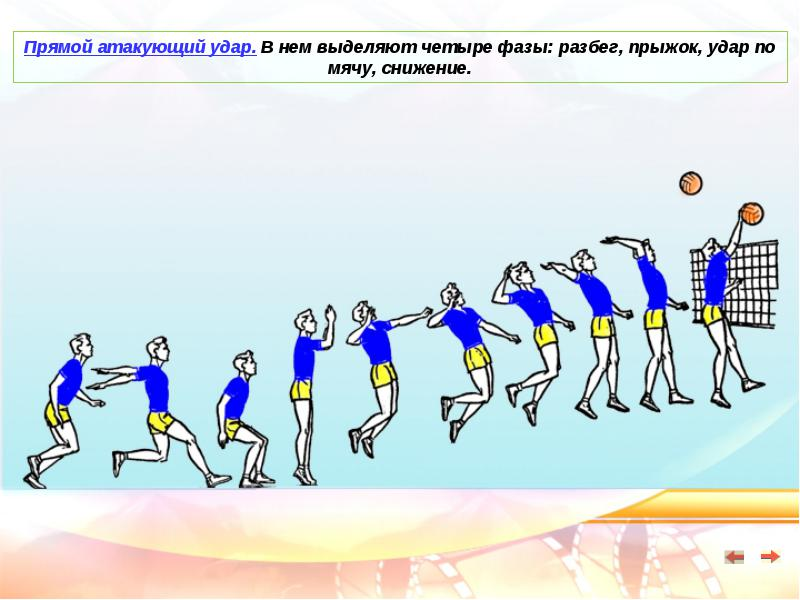 Прямой атакующий удар. В нем выделяют четыре фазы: разбег, прыжок, удар по
мячу, снижение.